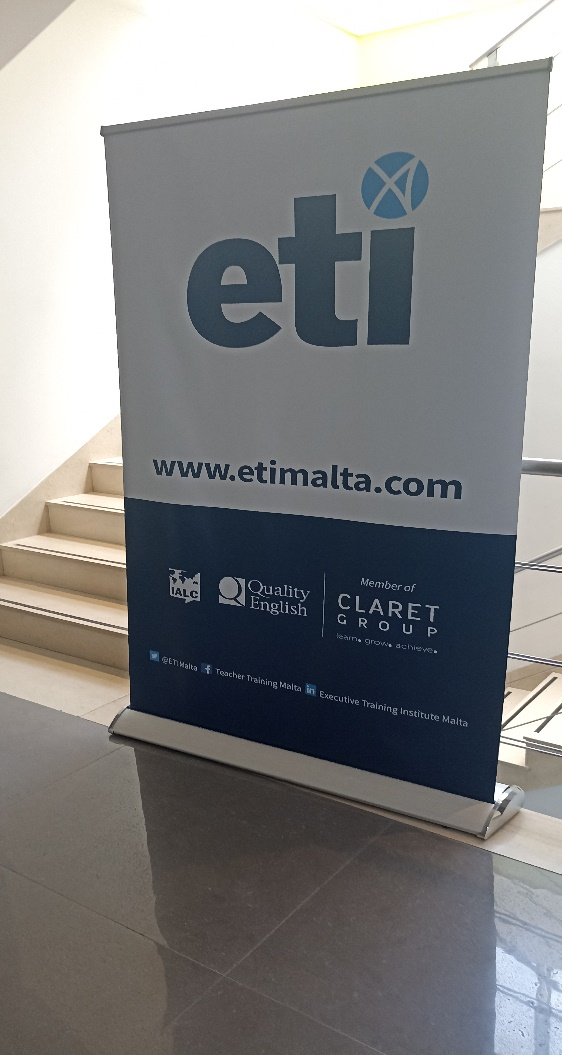 eti
www.etimalta.com
IALC
Quality
English
Member of
CLARET
GROUP
learn. grow. achieve.
@ETIMalta Teacher Training Malta Executive Training Institute Malta